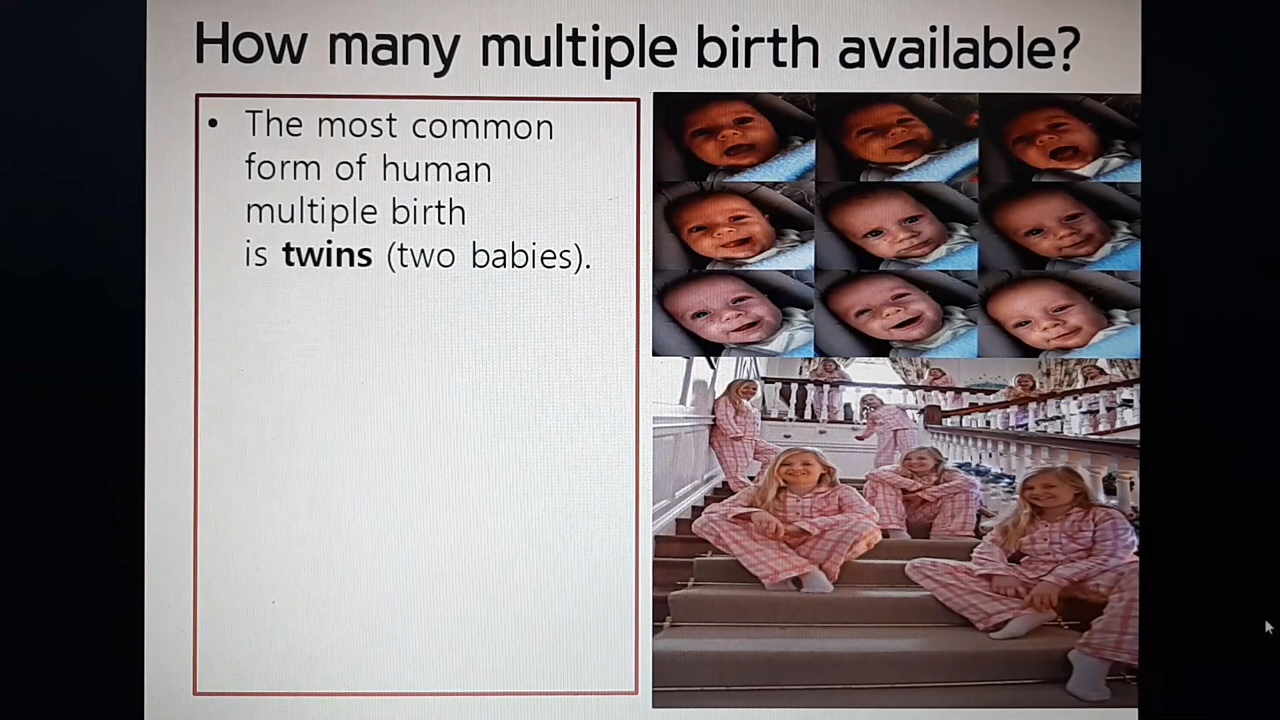 How many multiple birth available?
• The most common
form of human
multiple birth
is twins (two babies).